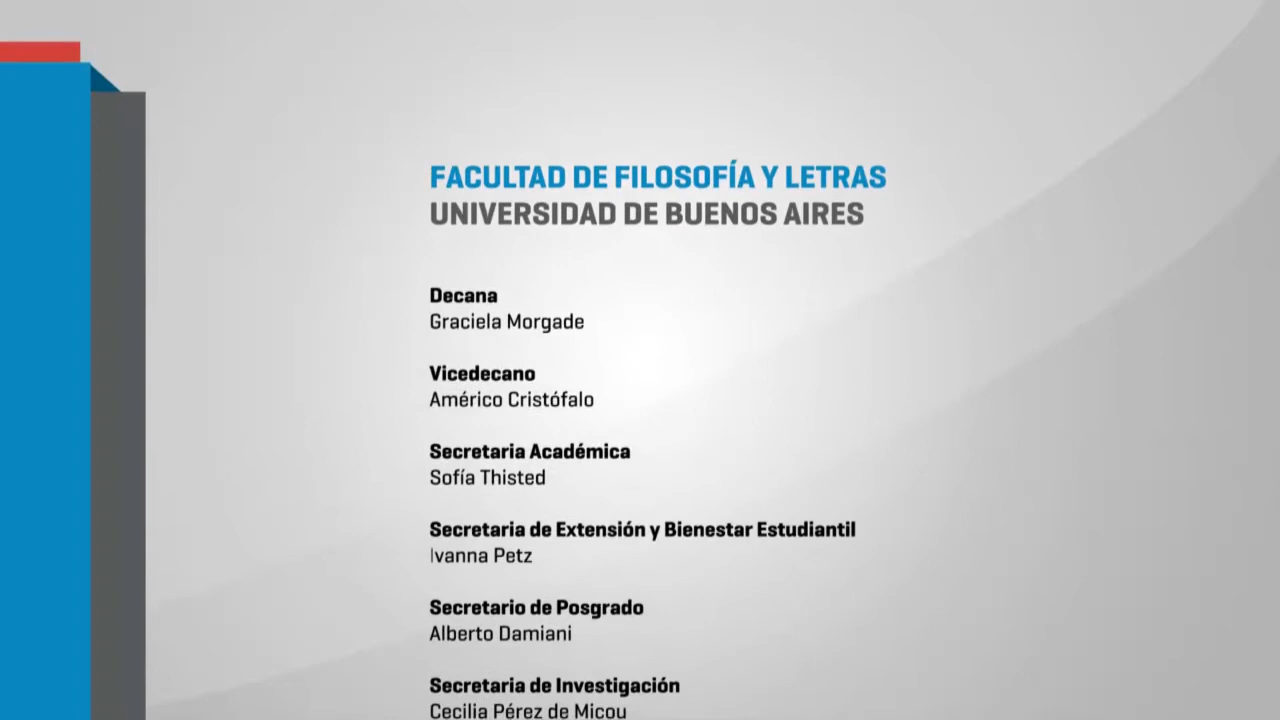 FACULTAD DE FILOSOFÍA Y LETRAS
UNIVERSIDAD DE BUENOS AIRES
Decana
Graciela Morgade
Vicedecano
Américo Cristófalo
Secretaria Académica
Sofía Thisted
Secretaria de Extensión y Bienestar Estudiantil
Ivanna Petz
Secretario de Posgrado
Alberto Damiani
Secretaria de Investigación
Cecilia Pérez de Micou